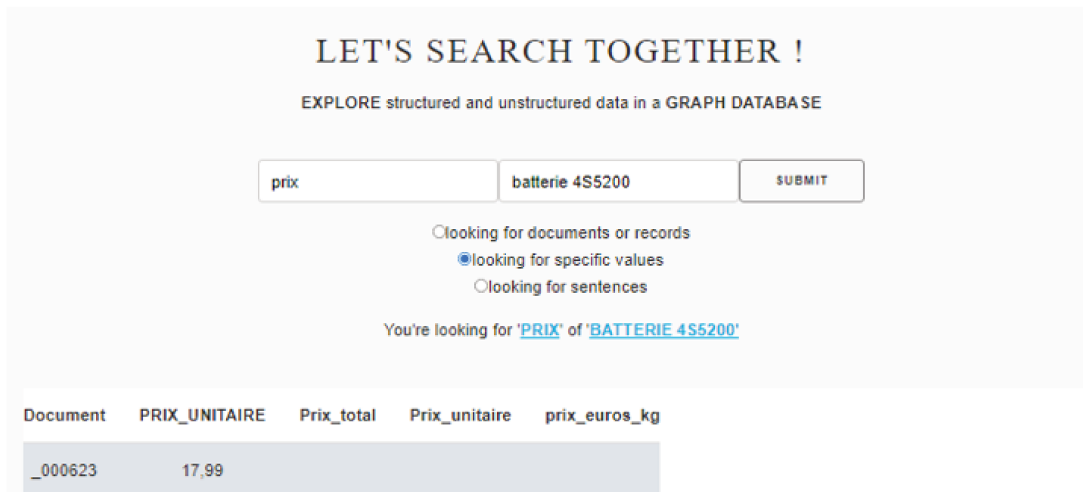 LET'S SEARCH TOGETHER !
EXPLORE structured and unstructured data in a GRAPH DATABASE
prix batterie 4S5200 SUBMIT
looking for documents or records
looking for specific values
looking for sentences
You're looking for 'PRIX' of 'BATTERIE 4S5200'
Document PRIX_UNITAIRE Prix_total Prix_unitaire prix_euros_kg
_000623 17,99